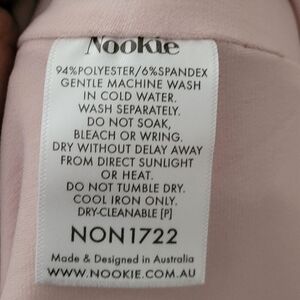 Nookie
94%POLYESTER/6%SPANDEX
GENTLE MACHINE WASH
IN COLD WATER.
WASH SEPARATELY.
DO NOT SOAK,
BLEACH OR WRING.
DRY WITHOUT DELAY AWAY
FROM DIRECT SUNLIGHT
OR HEAT.
DO NOT TUMBLE DRY.
COOL IRON ONLY.
DRY-CLEANABLE [P]
NON1722
Made & Designed in Australia
WWW.NOOKIE.COM.AU